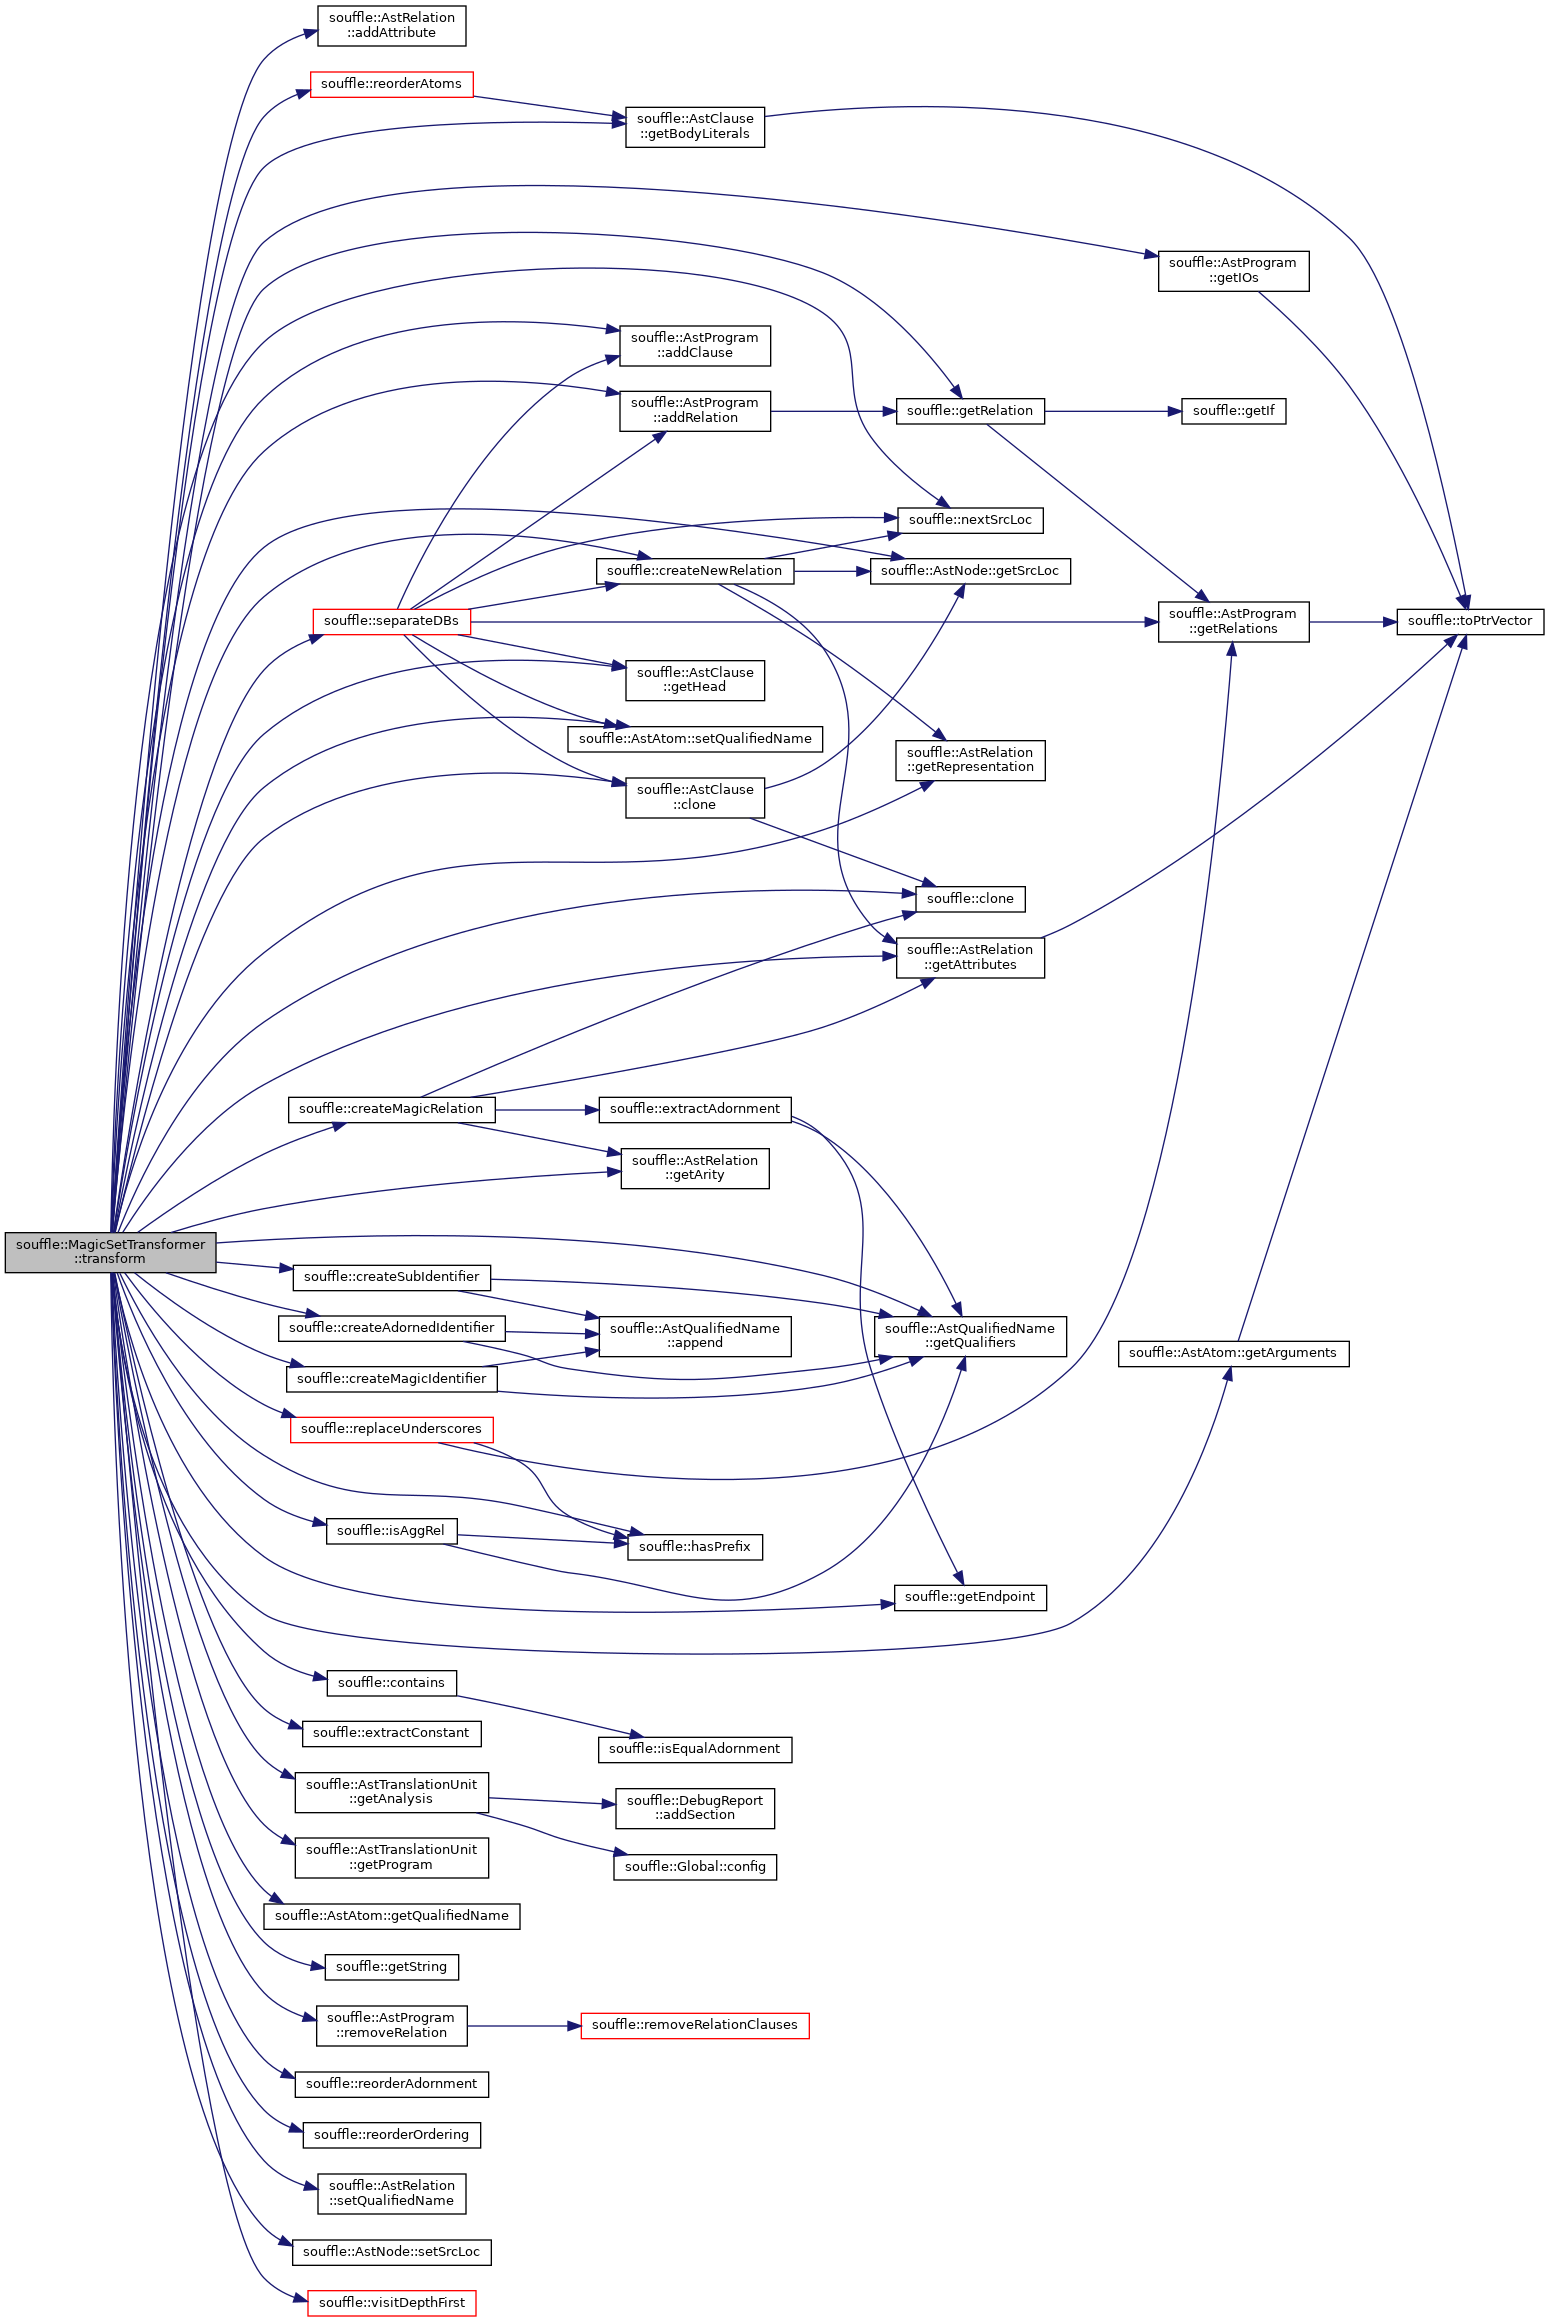 souffle::AstRelation
::addAttribute
souffle::reorderAtoms
souffle::AstClause
::getBodyLiterals
souffle::AstProgram
::getIOs
souffle::AstProgram
::addClause
souffle::AstProgram
::addRelation
souffle::getRelation
souffle::getIf
souffle::nextSrcLoc
souffle::createNewRelation
souffle::AstNode::getSrcLoc
souffle::separateDBs
souffle::AstProgram
::getRelations
souffle::toPtrVector
souffle::AstClause
::getHead
souffle::AstAtom::setQualifiedName
souffle::AstRelation
::getRepresentation
souffle::AstClause
::clone
souffle::clone
souffle::AstRelation
::getAttributes
souffle::createMagicRelation
souffle::extractAdornment
souffle::AstRelation
::getArity
souffle::MagicSetTransformer
::transform
souffle::createSubIdentifier
souffle::createAdornedIdentifier
souffle::AstQualifiedName
::append
souffle::AstQualifiedName
::getQualifiers
souffle::AstAtom::getArguments
souffle::createMagicIdentifier
souffle::replaceUnderscores
souffle::isAggRel
souffle::hasPrefix
souffle::getEndpoint
souffle::contains
souffle::extractConstant
souffle::isEqualAdornment
souffle::AstTranslationUnit
::getAnalysis
souffle::DebugReport
::addSection
souffle::AstTranslationUnit
::getProgram
souffle::Global::config
souffle::AstAtom::getQualifiedName
souffle::getString
souffle::AstProgram
::removeRelation
souffle::removeRelationClauses
souffle::reorderAdornment
souffle::reorderOrdering
souffle::AstRelation
::setQualifiedName
souffle::AstNode::setSrcLoc
souffle::visitDepthFirst